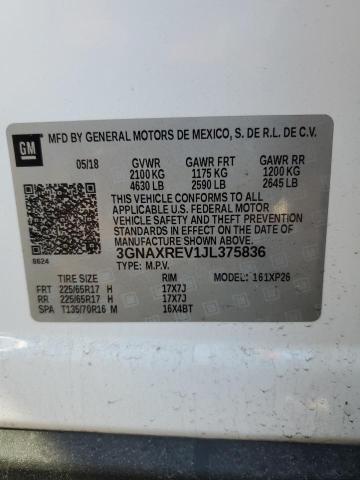 GM
MFD BY GENERAL MOTORS DE MEXICO, S. DE R.L. DE C.V.
05/18 GVWR GAWR FRT GAWR RR
2100 KG 1175 KG 1200 KG
4630 LB 2590 LB 2645 LB
THIS VEHICLE CONFORMS TO ALL
APPLICABLE U.S. FEDERAL MOTOR
VEHICLE SAFETY AND THEFT
PREVENTION STANDARDS IN EFFECT
ON THE DATE OF MANUFACTURE
SHOWN ABOVE.
3GNAXREV1JL375836
8624 TYPE: M.P.V.
TIRE SIZE RIM MODEL: 161XP26
FRT 225/65R17 H 17X7J
RR 225/65R17 H 17X7J
SPA T135/70R16 M 16X4BT